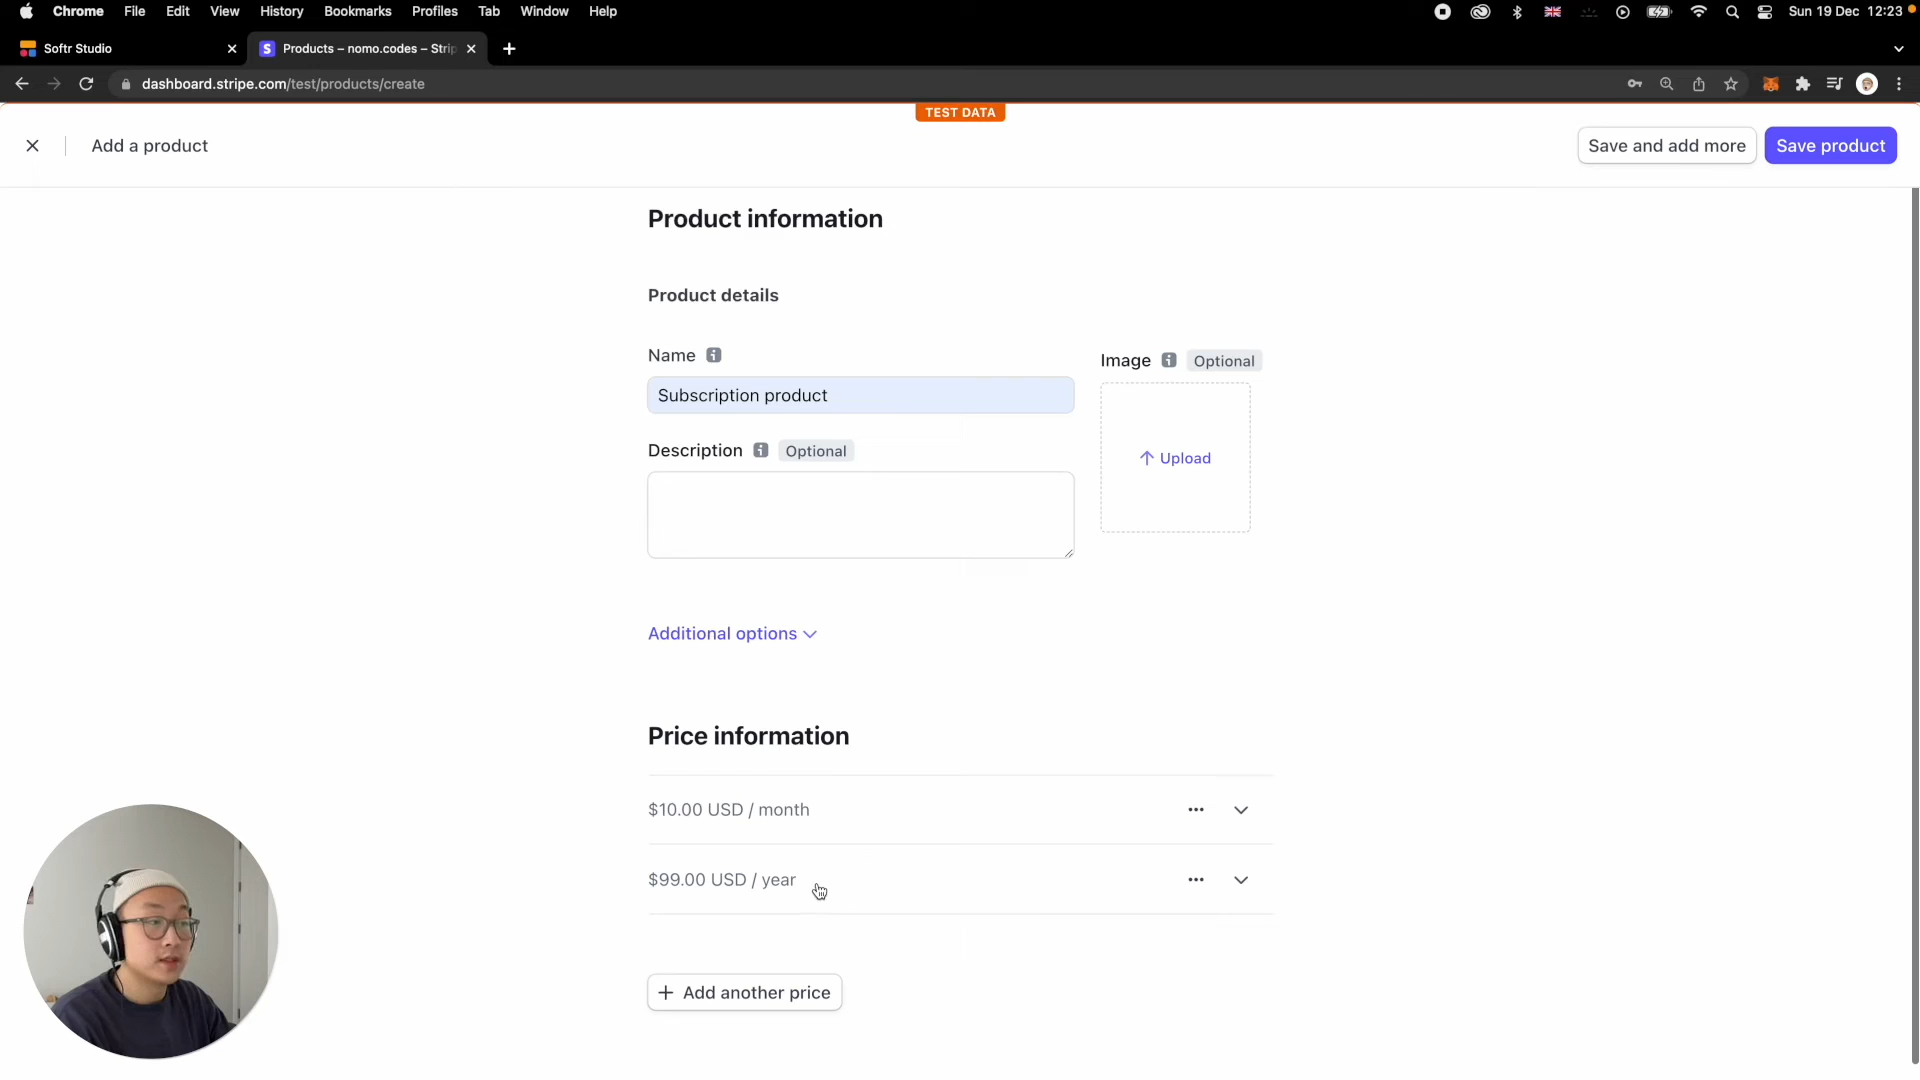 Chrome File Edit View History Bookmarks Profiles Tab Window Help Sun 19 Dec 12:23
Softr Studio Products – nomo.codes – Strip
dashboard.stripe.com/test/products/create
TEST DATA
Add a product Save and add more Save product
Product information
Product details
Name
Image Optional
Subscription product
Description Optional
Upload
Additional options
Price information
$10.00 USD / month
$99.00 USD / year
Add another price